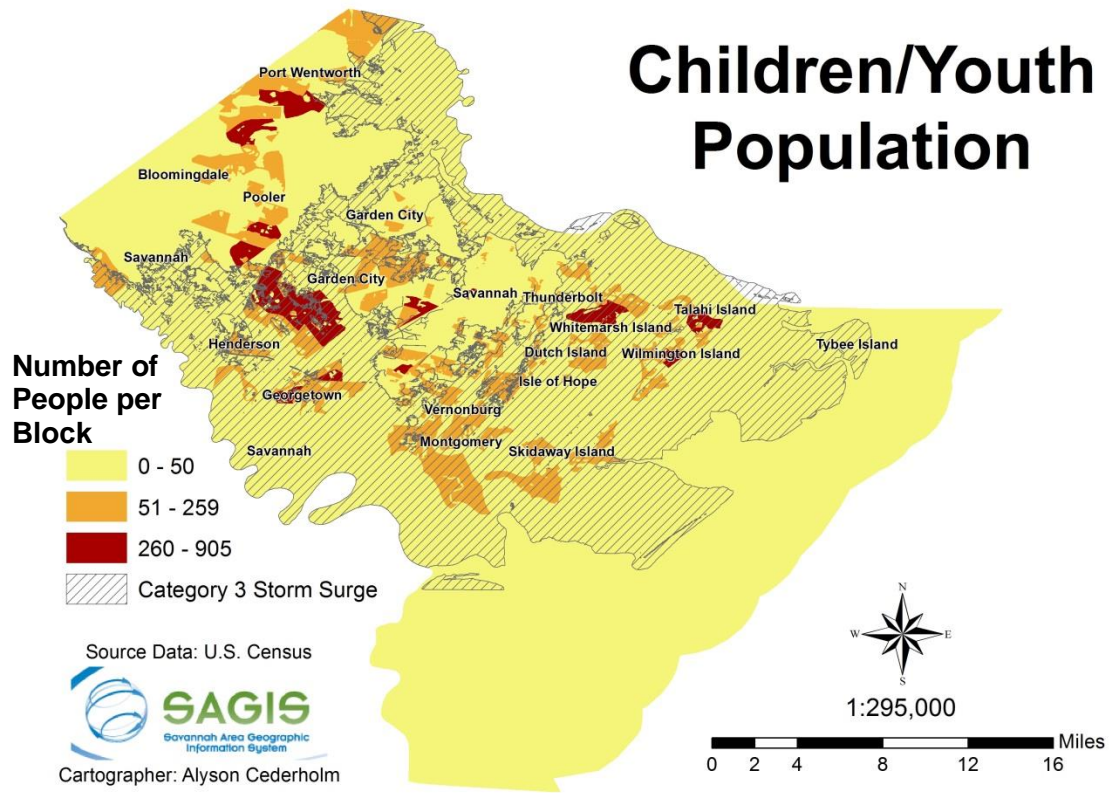 Children/Youth
Population
Port Wentworth
Bloomingdale
Pooler
Garden City
Savannah
Garden City
Savannah
Thunderbolt
Talahi Island
Whitemarsh Island
Henderson
Dutch Island
Wilmington Island
Tybee Island
Isle of Hope
Georgetown
Vernonburg
Montgomery
Savannah
Skidaway Island
Number of
People per
Block
0 - 50
51 - 259
260 - 905
Category 3 Storm Surge
Source Data: U.S. Census
SAGIS
Savannah Area Geographic
Information System
Cartographer: Alyson Cederholm
N
W
E
S
1:295,000
Miles
0 2 4 8 12 16